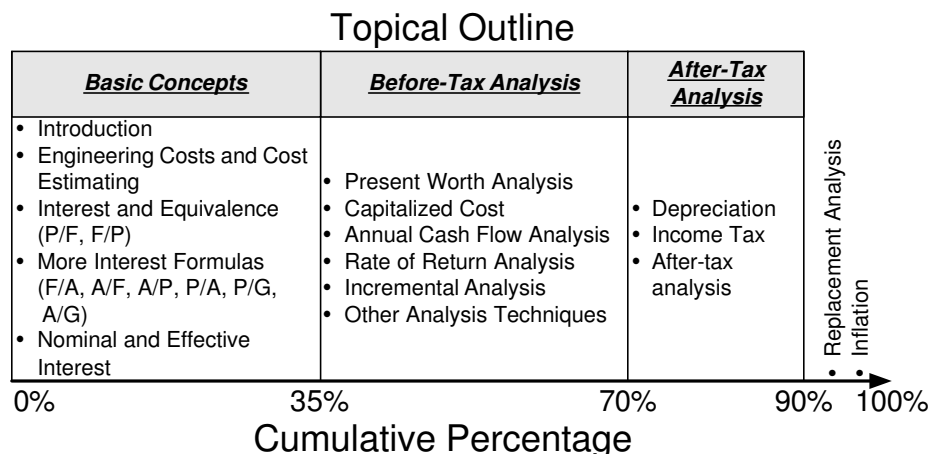 Topical Outline
Basic Concepts
• Introduction
• Engineering Costs and Cost
Estimating
• Interest and Equivalence
(P/F, F/P)
• More Interest Formulas
(F/A, A/F, A/P, P/A, P/G,
A/G)
• Nominal and Effective
Interest
Before-Tax Analysis
• Present Worth Analysis
• Capitalized Cost
• Annual Cash Flow Analysis
• Rate of Return Analysis
• Incremental Analysis
• Other Analysis Techniques
After-Tax
Analysis
• Depreciation
• Income Tax
• After-tax
analysis
• Replacement Analysis
• Inflation
0% 35% 70% 90% 100%
Cumulative Percentage